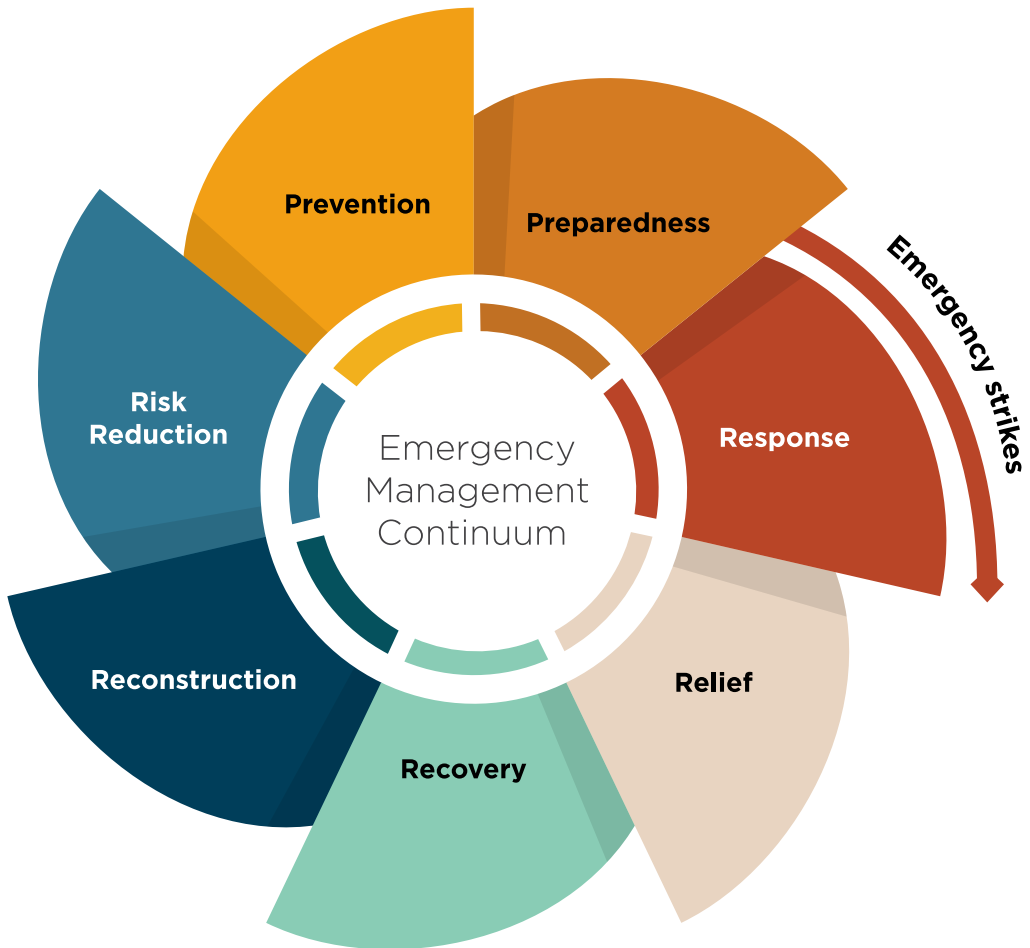 Prevention
Preparedness
Emergency strikes
Risk
Reduction
Response
Emergency
Management
Continuum
Reconstruction
Relief
Recovery